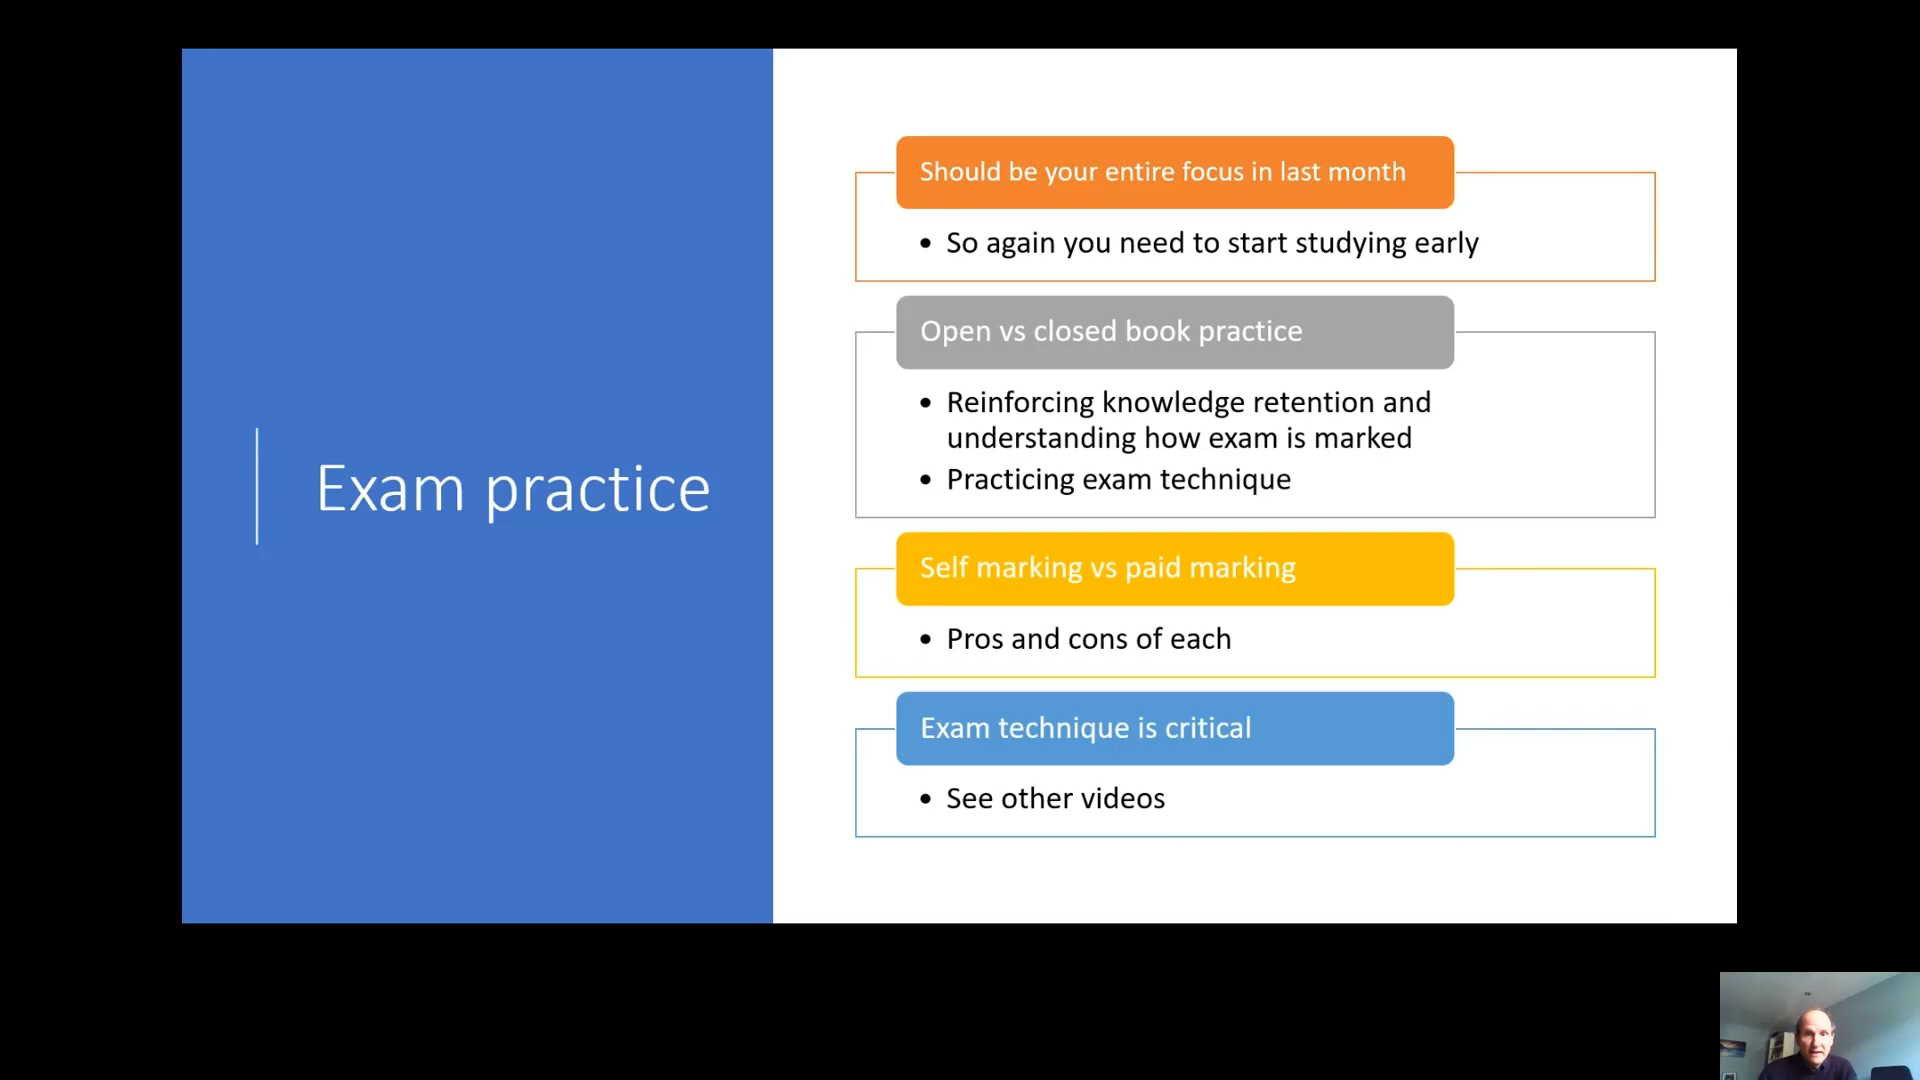 Exam practice
Should be your entire focus in last month
• So again you need to start studying early
Open vs closed book practice
• Reinforcing knowledge retention and
understanding how exam is marked
• Practicing exam technique
Self marking vs paid marking
• Pros and cons of each
Exam technique is critical
• See other videos